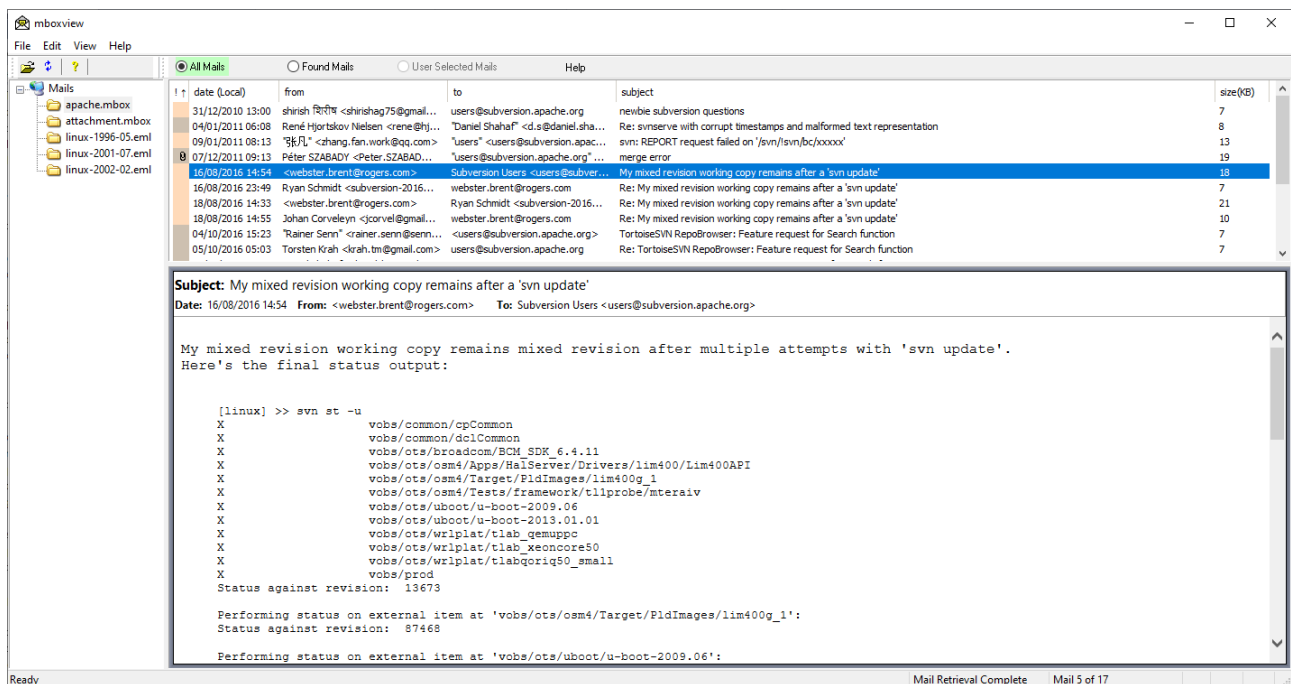 mboxview
File Edit View Help
All Mails Found Mails User Selected Mails Help
Mails
apache.mbox
attachment.mbox
linux-1996-05.eml
linux-2001-07.eml
linux-2002-02.eml
! ↑ date (Local) from to subject size(KB)
31/12/2010 13:00 shirish शिरीष <shirishag75@gmail... users@subversion.apache.org newbie subversion questions 7
04/01/2011 06:08 René Hjortskov Nielsen <rene@hj... "Daniel Shahaf" <d.s@daniel.sha... Re: svnserve with corrupt timestamps and malformed text representation 8
09/01/2011 08:13 "张凡" <zhang.fan.work@qq.com> "users" <users@subversion.apac... svn: REPORT request failed on '/svn/!svn/bc/xxxxx' 13
07/12/2011 09:13 Péter SZABADY <Peter.SZABAD... "users@subversion.apache.org" ... merge error 19
16/08/2016 14:54 <webster.brent@rogers.com> Subversion Users <users@subver... My mixed revision working copy remains after a 'svn update' 18
16/08/2016 23:49 Ryan Schmidt <subversion-2016... webster.brent@rogers.com Re: My mixed revision working copy remains after a 'svn update' 7
18/08/2016 14:33 <webster.brent@rogers.com> Ryan Schmidt <subversion-2016... Re: My mixed revision working copy remains after a 'svn update' 21
18/08/2016 14:55 Johan Corveleyn <jcorvel@gmail... webster.brent@rogers.com Re: My mixed revision working copy remains after a 'svn update' 10
04/10/2016 15:23 "Rainer Senn" <rainer.senn@senn... <users@subversion.apache.org> TortoiseSVN RepoBrowser: Feature request for Search function 7
05/10/2016 05:03 Torsten Krah <krah.tm@gmail.com> users@subversion.apache.org Re: TortoiseSVN RepoBrowser: Feature request for Search function 7
Subject: My mixed revision working copy remains after a 'svn update'
Date: 16/08/2016 14:54 From: <webster.brent@rogers.com> To: Subversion Users <users@subversion.apache.org>
My mixed revision working copy remains mixed revision after multiple attempts with 'svn update'.
Here's the final status output:
[linux] >> svn st -u
X vobs/common/cpCommon
X vobs/common/dclCommon
X vobs/ots/broadcom/BCM_SDK_6.4.11
X vobs/ots/osm4/Apps/HalServer/Drivers/lim400/Lim400API
X vobs/ots/osm4/Target/PldImages/lim400g_1
X vobs/ots/osm4/Tests/framework/tl1probe/mteraiv
X vobs/ots/uboot/u-boot-2009.06
X vobs/ots/uboot/u-boot-2013.01.01
X vobs/ots/wrlplat/tlab_qemuppc
X vobs/ots/wrlplat/tlab_xeoncore50
X vobs/ots/wrlplat/tlabqoriq50_small
X vobs/prod
Status against revision: 13673
Performing status on external item at 'vobs/ots/osm4/Target/PldImages/lim400g_1':
Status against revision: 87468
Performing status on external item at 'vobs/ots/uboot/u-boot-2009.06':
Ready Mail Retrieval Complete Mail 5 of 17